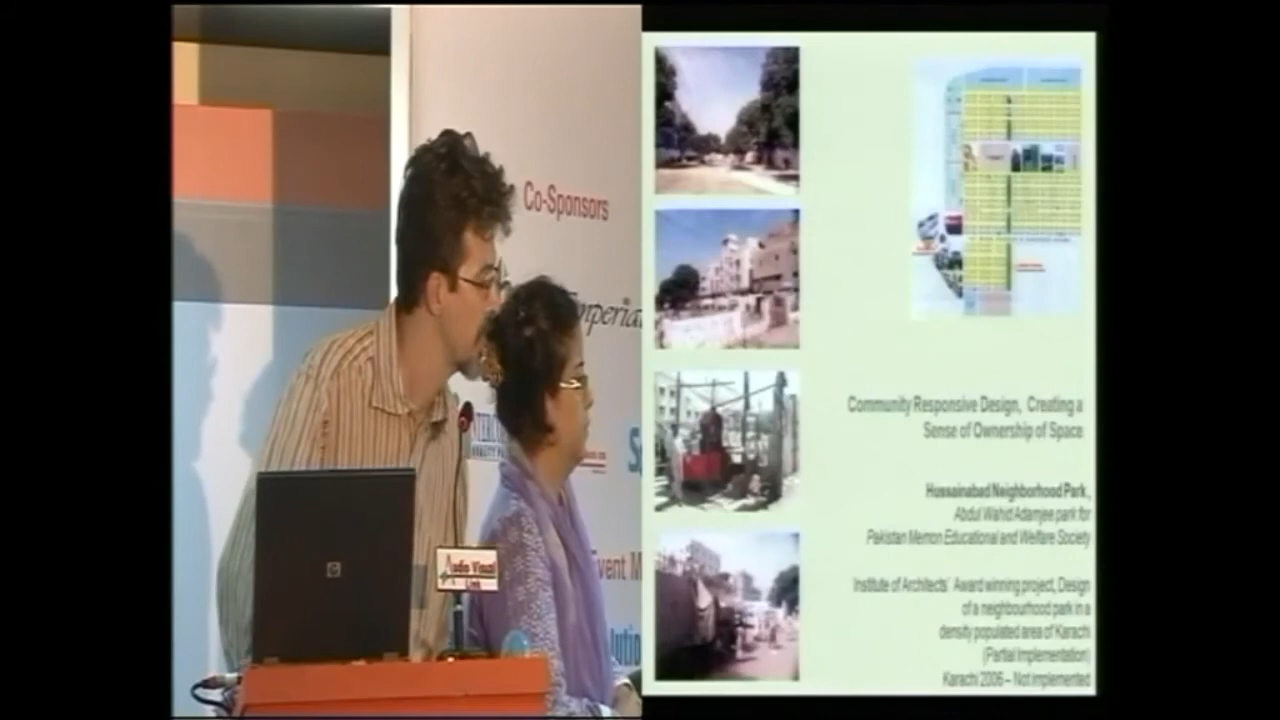 Co-Sponsors
Imperial
Audio Visual
Link
Event M
lutio
Community Responsive Design, Creating a
Sense of Ownership of Space
Hussainabad Neighborhood Park,
Abdul Wahid Adamjee park for
Pakistan Memon Educational and Welfare Society
Institute of Architects' Award winning project, Design
of a neighbourhood park in a
density populated area of Karachi
(Partial Implementation)
Karachi 2006 – Not implemented